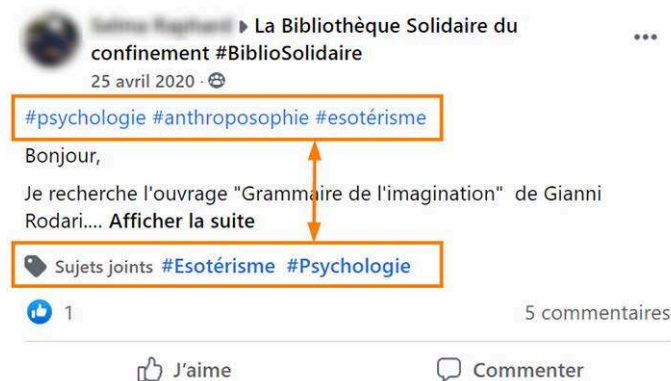 La Bibliothèque Solidaire du
confinement #BiblioSolidaire
25 avril 2020 ·
#psychologie #anthroposophie #esotérisme
Bonjour,
Je recherche l'ouvrage "Grammaire de l'imagination" de Gianni
Rodari.... Afficher la suite
Sujets joints #Esotérisme #Psychologie
1 5 commentaires
J'aime Commenter